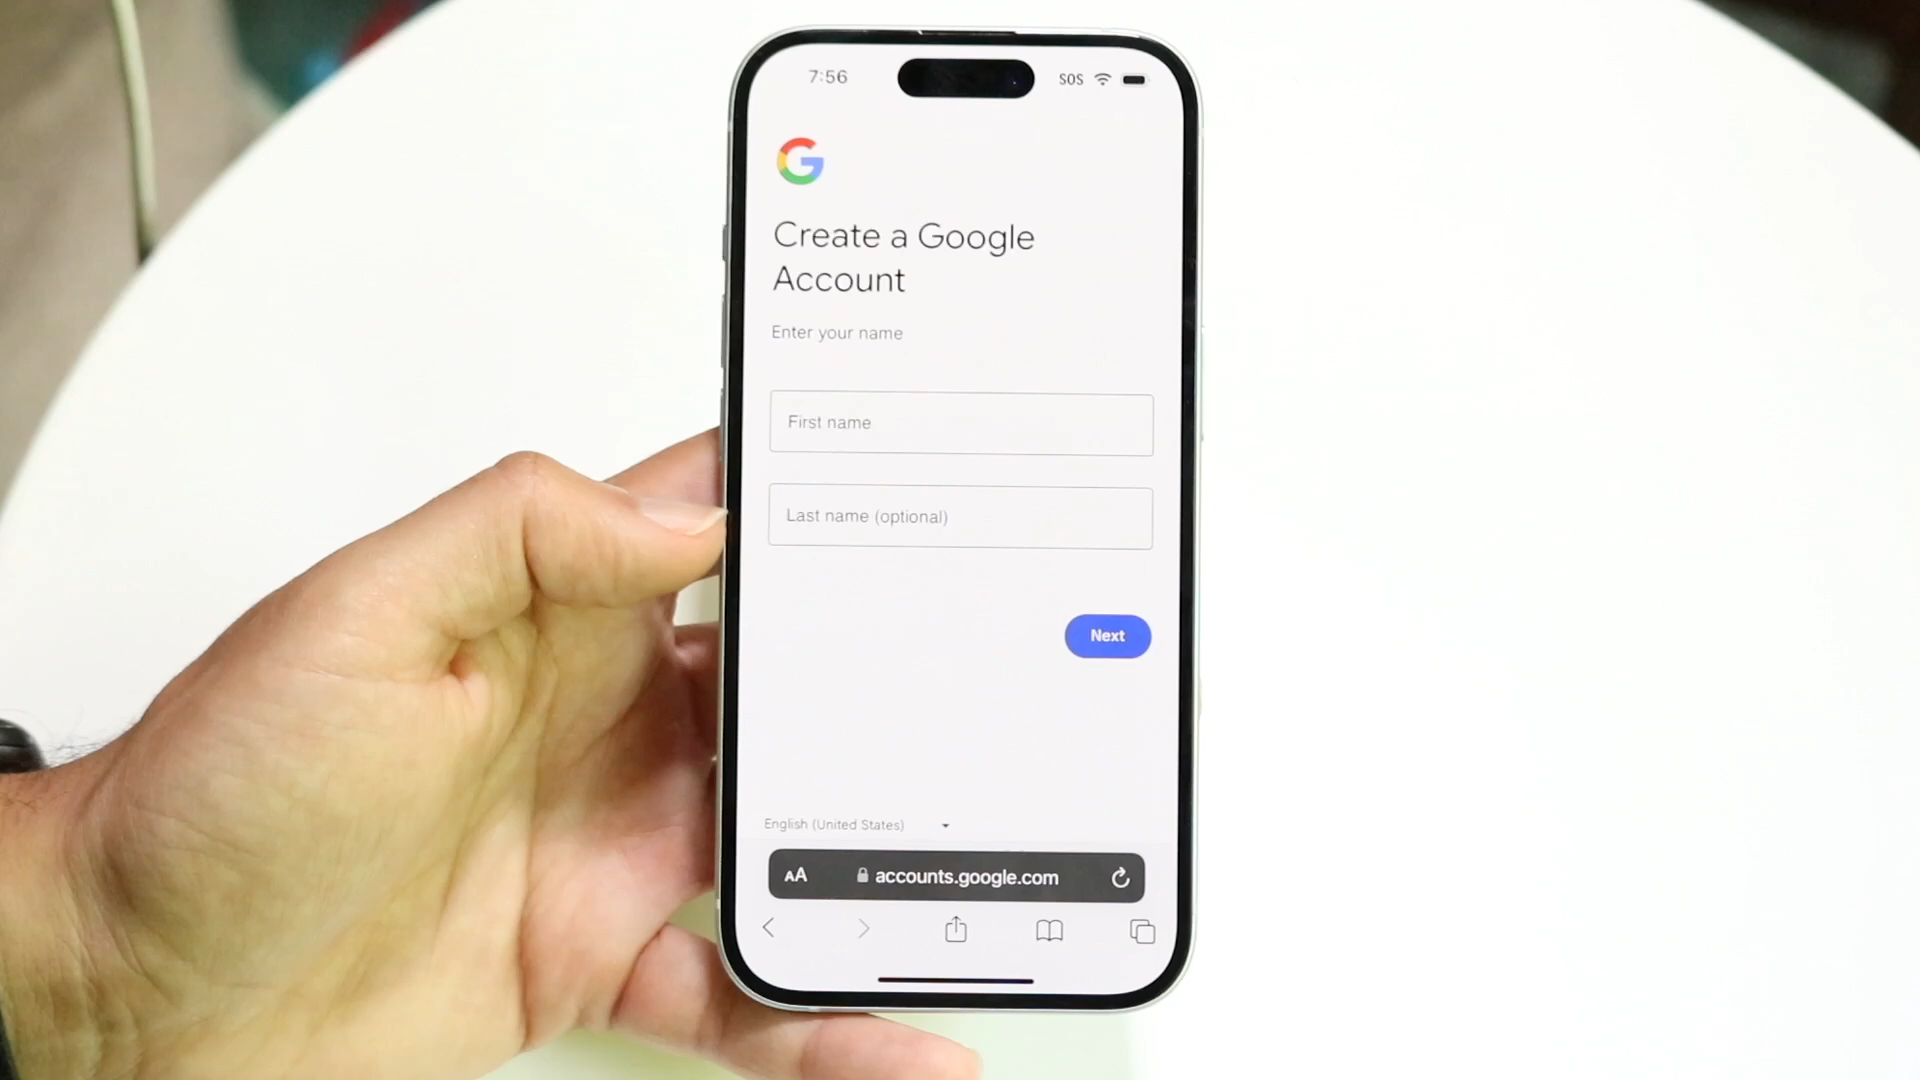 7:56 SOS
Create a Google
Account
Enter your name
First name
Last name (optional)
Next
English (United States)
AA accounts.google.com